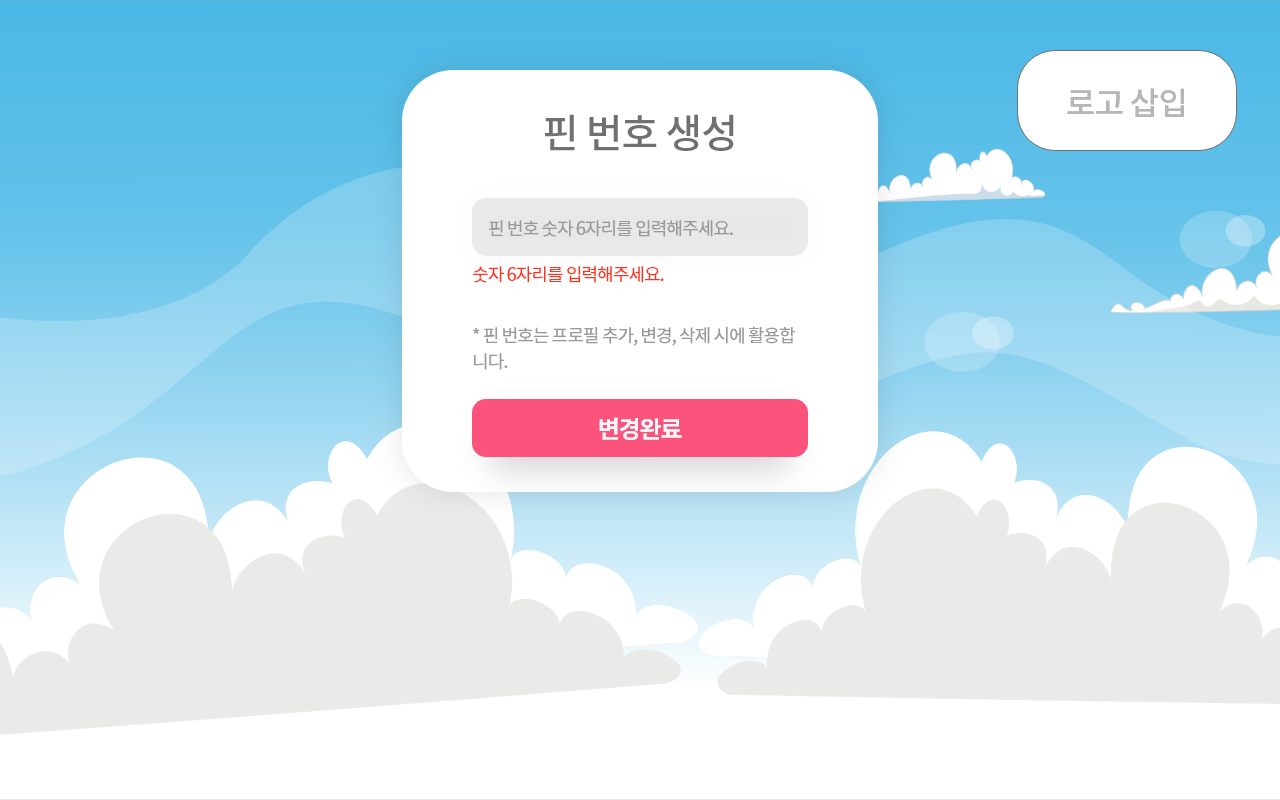 핀 번호 생성
로고 삽입
핀 번호 숫자 6자리를 입력해주세요.
숫자 6자리를 입력해주세요.
* 핀 번호는 프로필 추가, 변경, 삭제 시에 활용합
니다.
변경완료